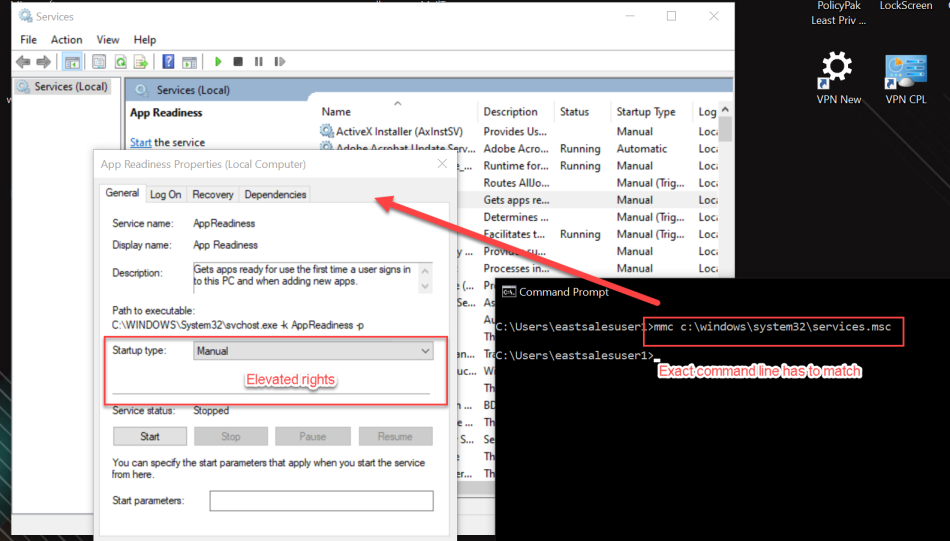 Services
File Action View Help
Services (Local)
Services (Local)
App Readiness
Start the service
Name Description Status Startup Type Log
ActiveX Installer (AxInstSV) Provides Us... Manual Loca
Adobe Acrobat Update Serv... Adobe Acro... Running Automatic Loca
Runtime for... Running Manual Loca
Routes AllJo... Manual (Trig... Loca
Gets apps re... Manual Loca
Determines ... Manual (Trig... Loca
Facilitates t... Running Manual (Trig... Loca
Provides su... Manual Loca
Processes in... Manual Loca
App Readiness Properties (Local Computer)
General Log On Recovery Dependencies
Service name: AppReadiness
Display name: App Readiness
Description: Gets apps ready for use the first time a user signs in
to this PC and when adding new apps.
Path to executable:
C:\WINDOWS\System32\svchost.exe -k AppReadiness -p
Startup type: Manual
Elevated rights
Service status: Stopped
Start Stop Pause Resume
You can specify the start parameters that apply when you start the service
from here.
Start parameters:
Command Prompt
C:\Users\eastsalesuser1>mmc c:\windows\system32\services.msc
C:\Users\eastsalesuser1>
Exact command line has to match
PolicyPak
Least Priv ...
LockScreen
VPN New
VPN CPL